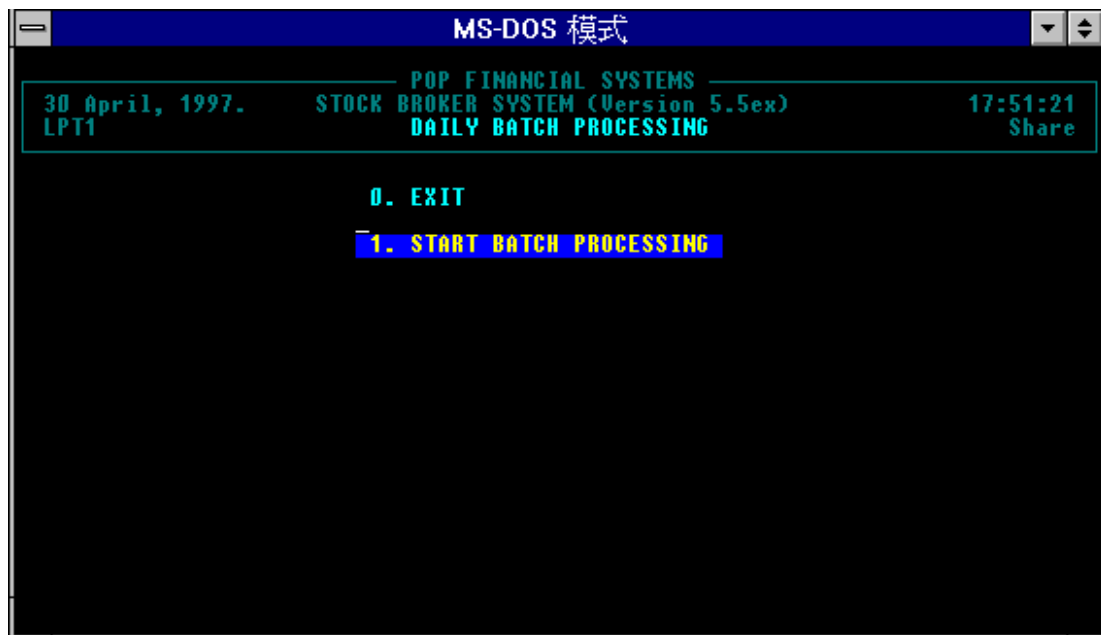 MS-DOS 模式
POP FINANCIAL SYSTEMS
30 April, 1997. STOCK BROKER SYSTEM (Version 5.5ex) 17:51:21
LPT1 DAILY BATCH PROCESSING Share
0. EXIT
1. START BATCH PROCESSING